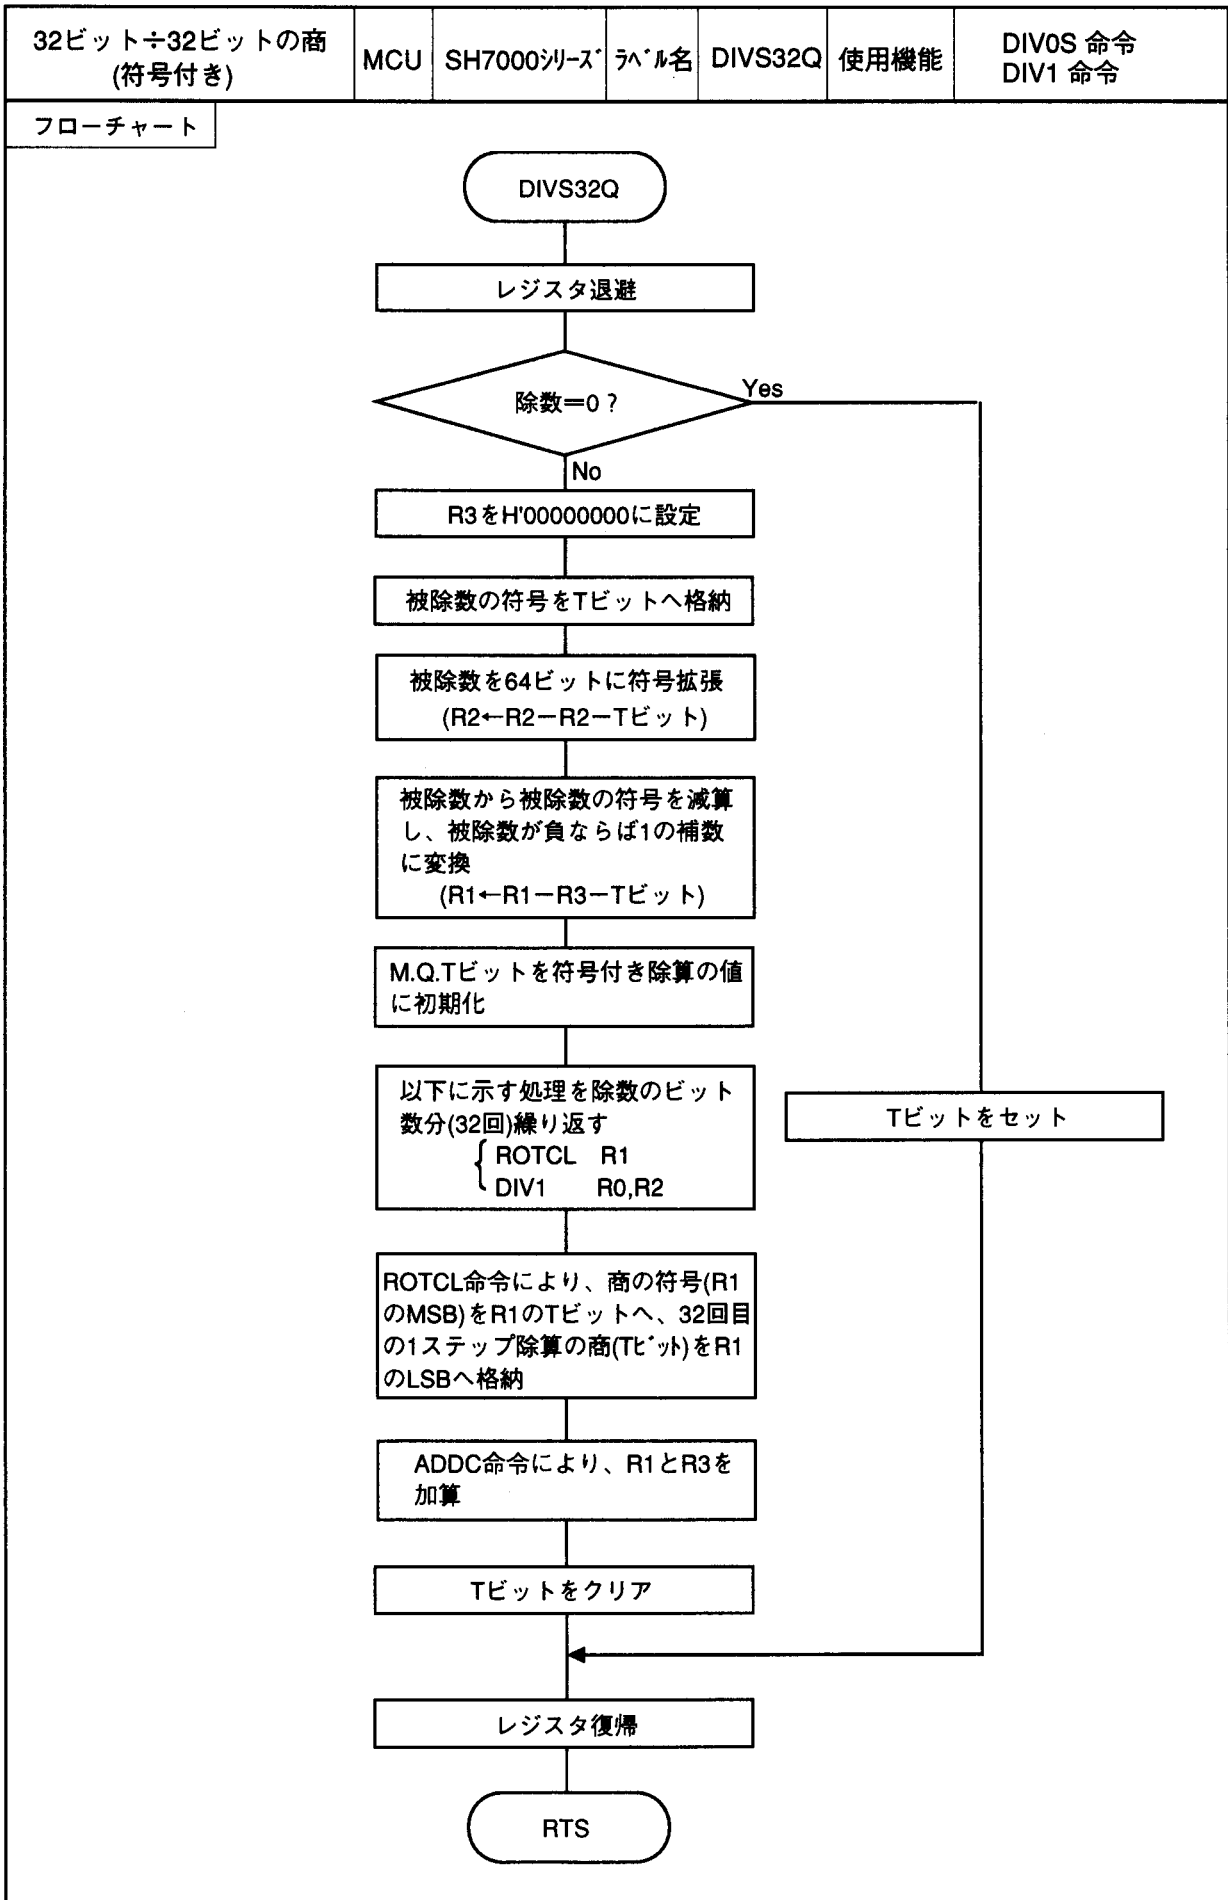 32ビット÷32ビットの商
(符号付き)
MCU
SH7000シリーズ
ラベル名
DIVS32Q
使用機能
DIV0S 命令
DIV1 命令
フローチャート
DIVS32Q
レジスタ退避
除数=0?
Yes
No
R3をH'00000000に設定
被除数の符号をTビットへ格納
被除数を64ビットに符号拡張
(R2←R2-R2-Tビット)
被除数から被除数の符号を減算
し、被除数が負ならば1の補数
に変換
(R1←R1-R3-Tビット)
M.Q.Tビットを符号付き除算の値
に初期化
以下に示す処理を除数のビット
数分(32回)繰り返す
ROTCL R1
DIV1 R0,R2
Tビットをセット
ROTCL命令により、商の符号(R1
のMSB)をR1のTビットへ、32回目
の1ステップ除算の商(Tビット)をR1
のLSBへ格納
ADDC命令により、R1とR3を
加算
Tビットをクリア
レジスタ復帰
RTS